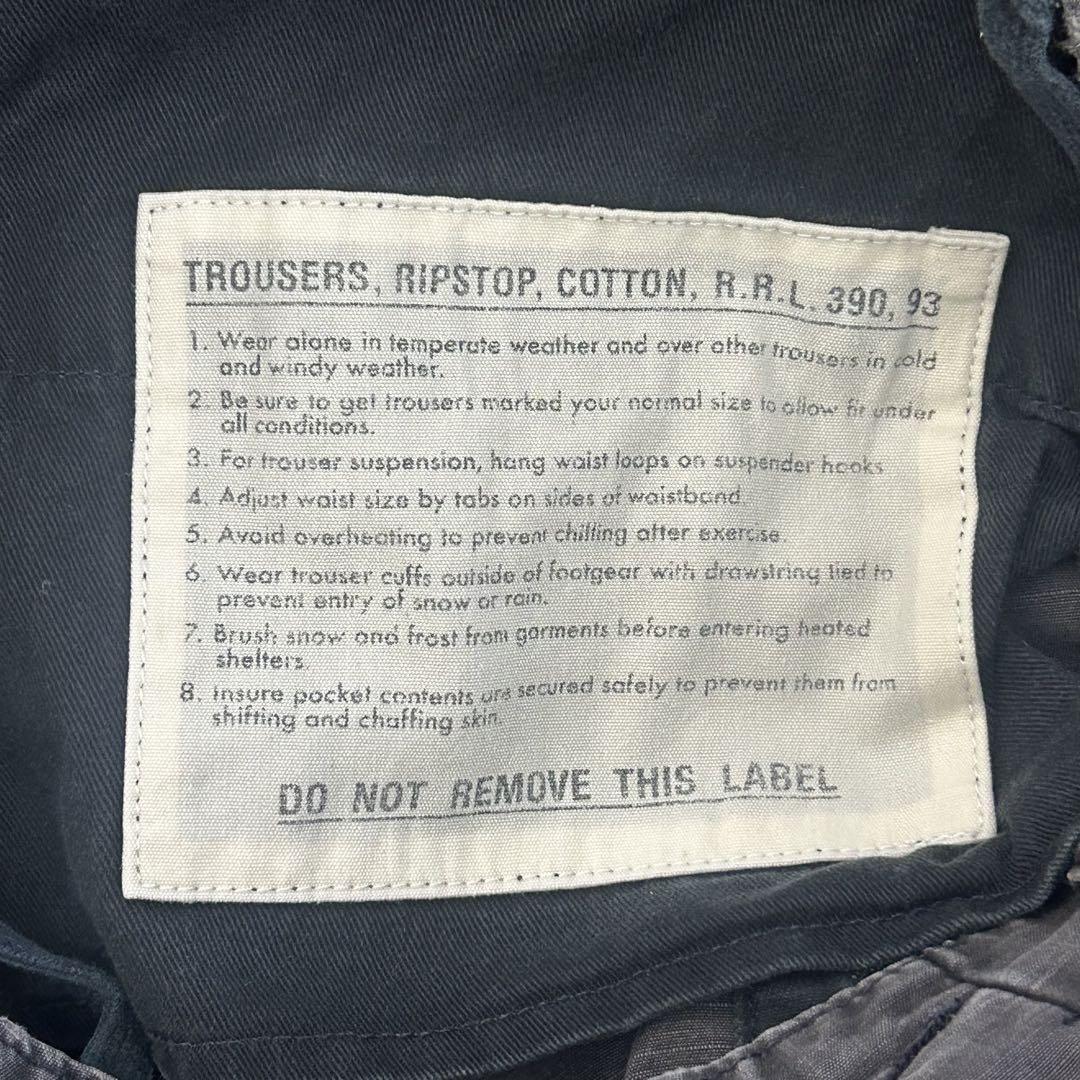 TROUSERS, RIPSTOP, COTTON, R.R.L. 390, 93
1. Wear alone in temperate weather and over other trousers in cold
and windy weather.
2. Be sure to get trousers marked your normal size to allow fit under
all conditions.
3. For trouser suspension, hang waist loops on suspender hooks
4. Adjust waist size by tabs on sides of waistband.
5. Avoid overheating to prevent chilling after exercise.
6. Wear trouser cuffs outside of footgear with drawstring tied to
prevent entry of snow or rain.
7. Brush snow and frost from garments before entering heated
shelters.
8. Insure pocket contents are secured safely to prevent them from
shifting and chaffing skin.
DO NOT REMOVE THIS LABEL